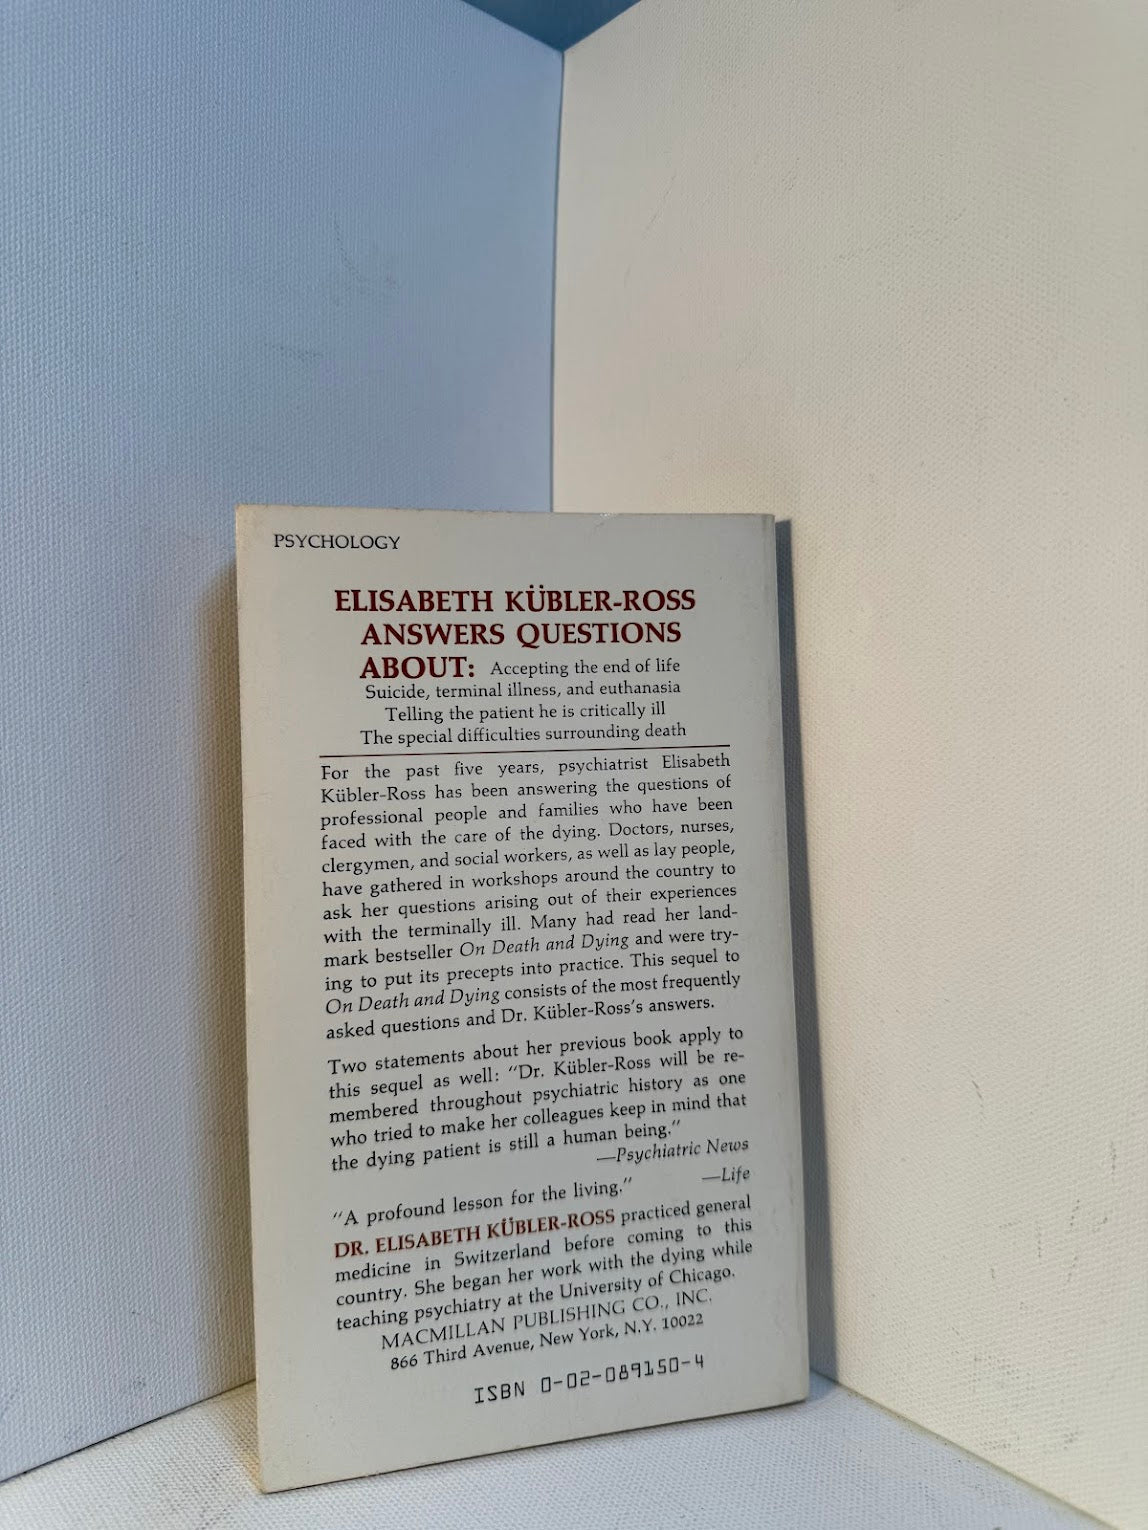 PSYCHOLOGY
ELISABETH KÜBLER-ROSS
ANSWERS QUESTIONS
ABOUT: Accepting the end of life
Suicide, terminal illness, and euthanasia
Telling the patient he is critically ill
The special difficulties surrounding death
For the past five years, psychiatrist Elisabeth
Kübler-Ross has been answering the questions of
professional people and families who have been
faced with the care of the dying. Doctors, nurses,
clergymen, and social workers, as well as lay people,
have gathered in workshops around the country to
ask her questions arising out of their experiences
with the terminally ill. Many had read her land-
mark bestseller On Death and Dying and were try-
ing to put its precepts into practice. This sequel to
On Death and Dying consists of the most frequently
asked questions and Dr. Kübler-Ross's answers.
Two statements about her previous book apply to
this sequel as well: "Dr. Kübler-Ross will be re-
membered throughout psychiatric history as one
who tried to make her colleagues keep in mind that
the dying patient is still a human being."
—Psychiatric News
"A profound lesson for the living." —Life
DR. ELISABETH KÜBLER-ROSS practiced general
medicine in Switzerland before coming to this
country. She began her work with the dying while
teaching psychiatry at the University of Chicago.
MACMILLAN PUBLISHING CO., INC.
866 Third Avenue, New York, N.Y. 10022
ISBN 0-02-089150-4